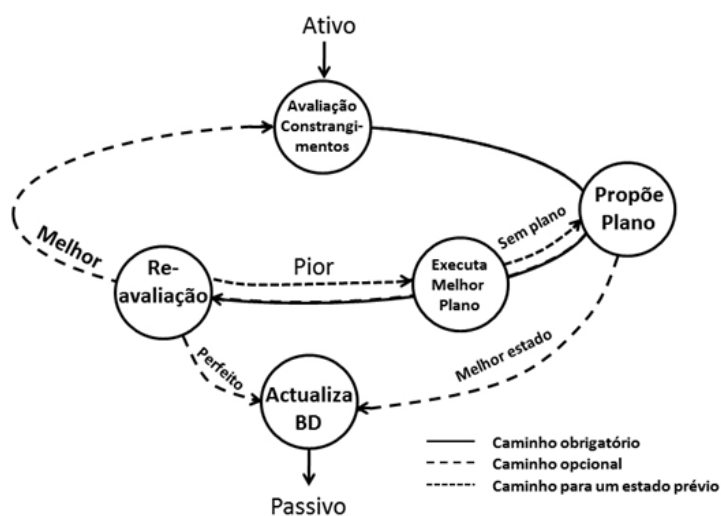 Ativo
Avaliação
Constrangi-
mentos
Propõe
Plano
Sem plano
Melhor
Re-
avaliação
Pior
Executa
Melhor
Plano
Perfeito
Melhor estado
Actualiza
BD
Caminho obrigatório
Caminho opcional
Caminho para um estado prévio
Passivo